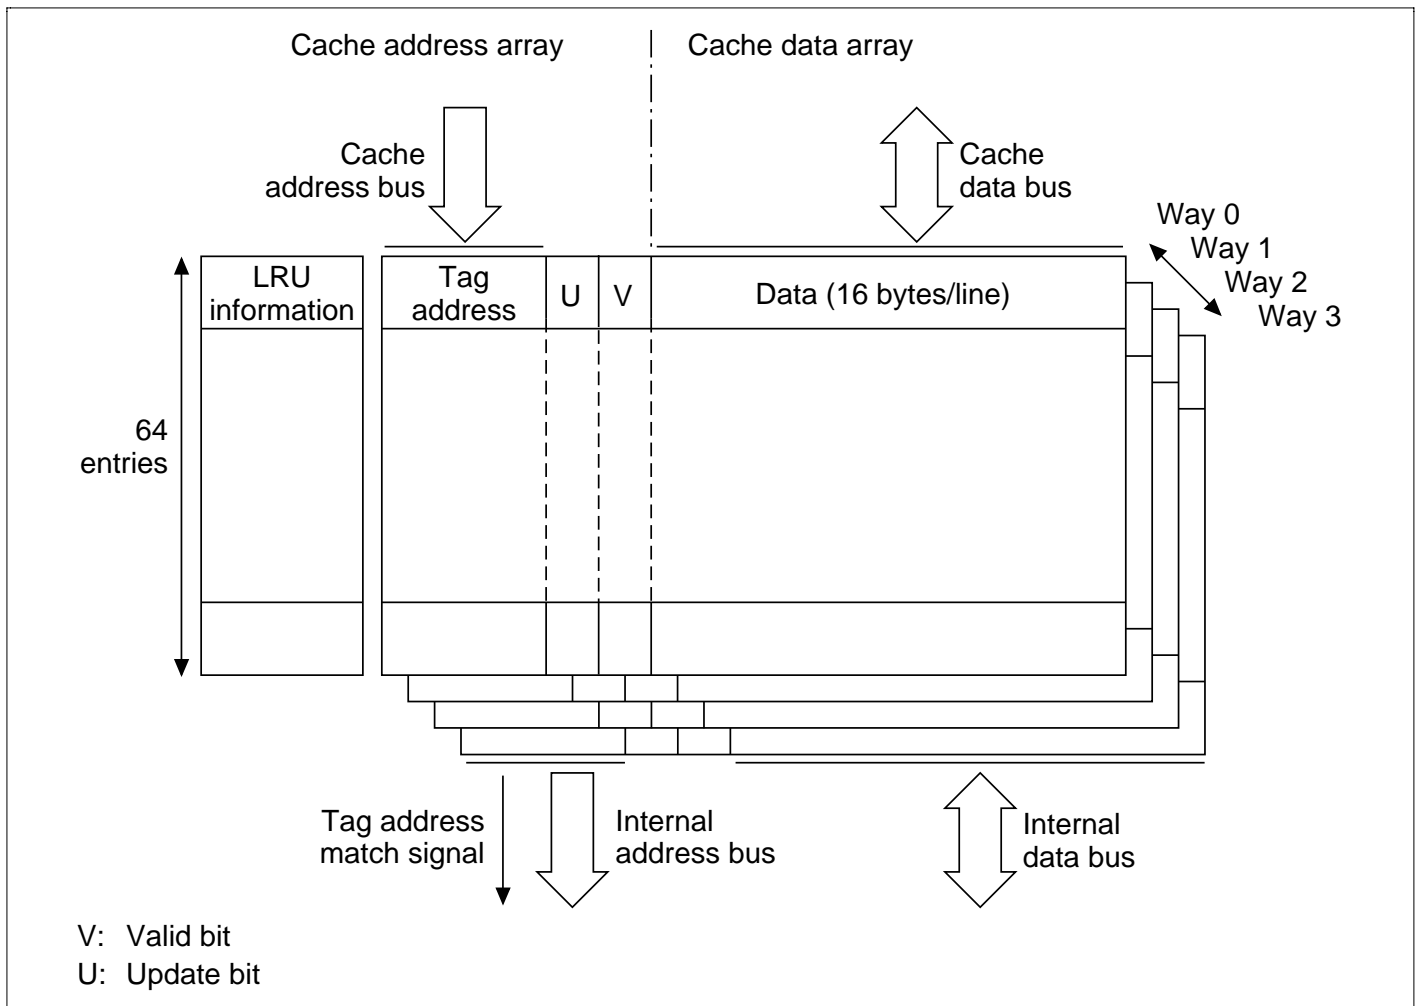 Cache address array
Cache data array
Cache
address bus
Cache
data bus
Way 0
Way 1
Way 2
Way 3
LRU
information
Tag
address
U
V
Data (16 bytes/line)
64
entries
Tag address
match signal
Internal
address bus
Internal
data bus
V: Valid bit
U: Update bit